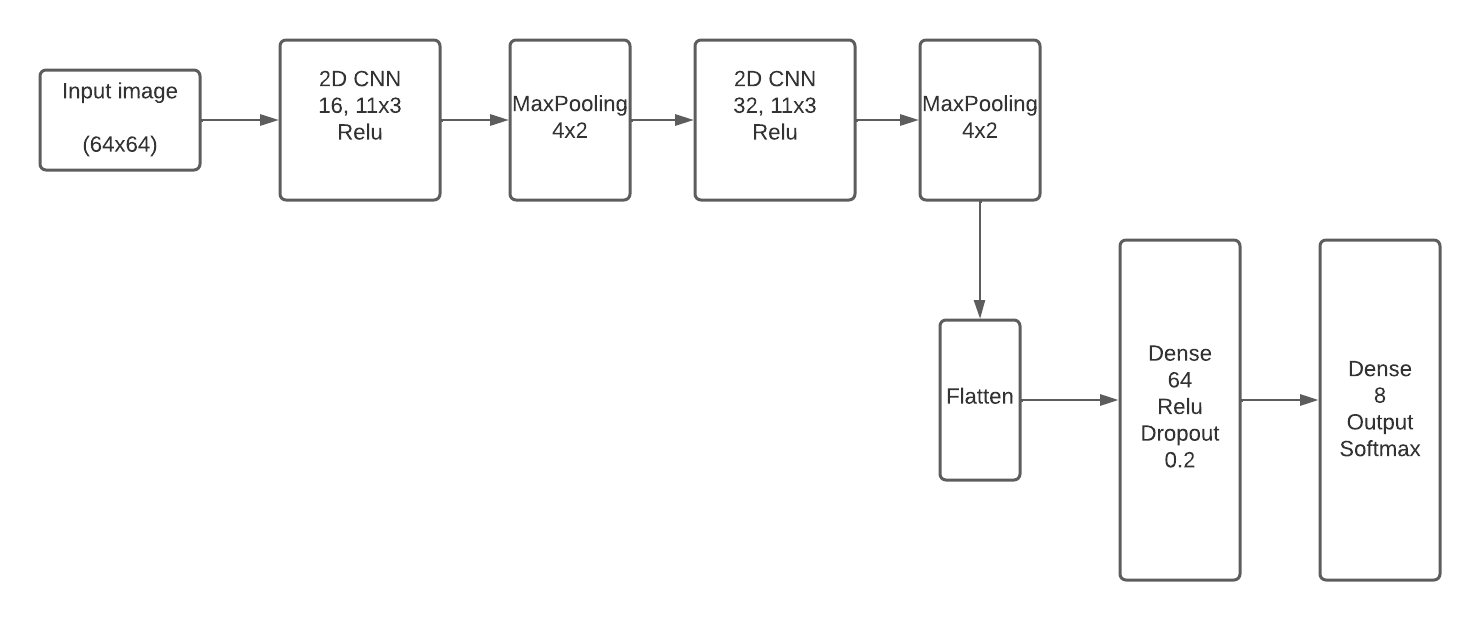 Input image
(64x64)
2D CNN
16, 11x3
Relu
MaxPooling
4x2
2D CNN
32, 11x3
Relu
MaxPooling
4x2
Flatten
Dense
64
Relu
Dropout
0.2
Dense
8
Output
Softmax